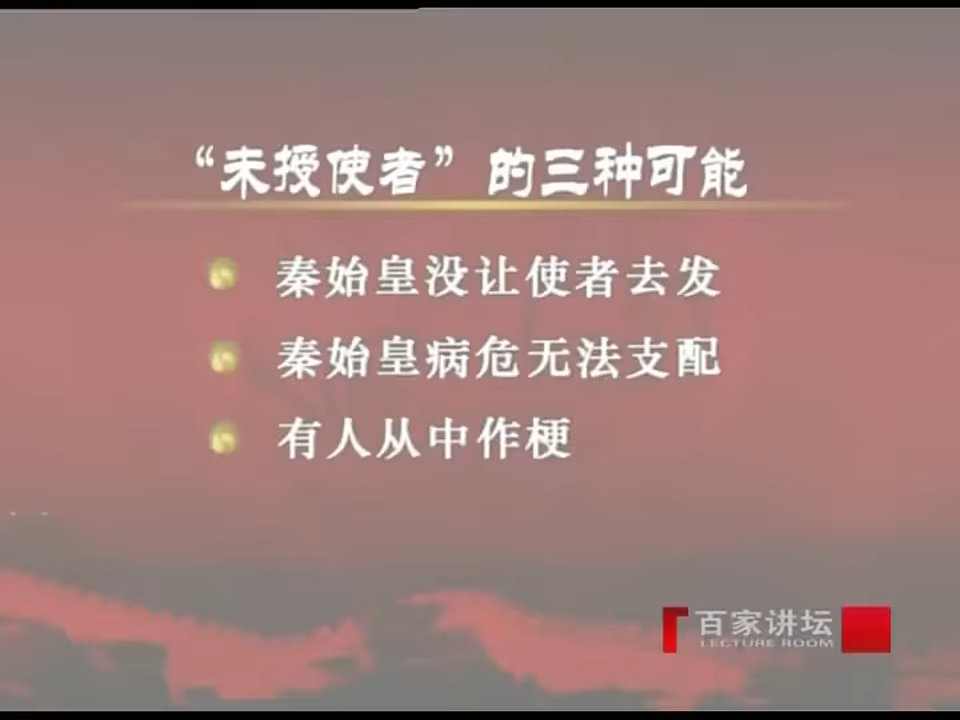 “未授使者”的三种可能
秦始皇没让使者去发
秦始皇病危无法支配
有人从中作梗
百家讲坛
LECTURE ROOM